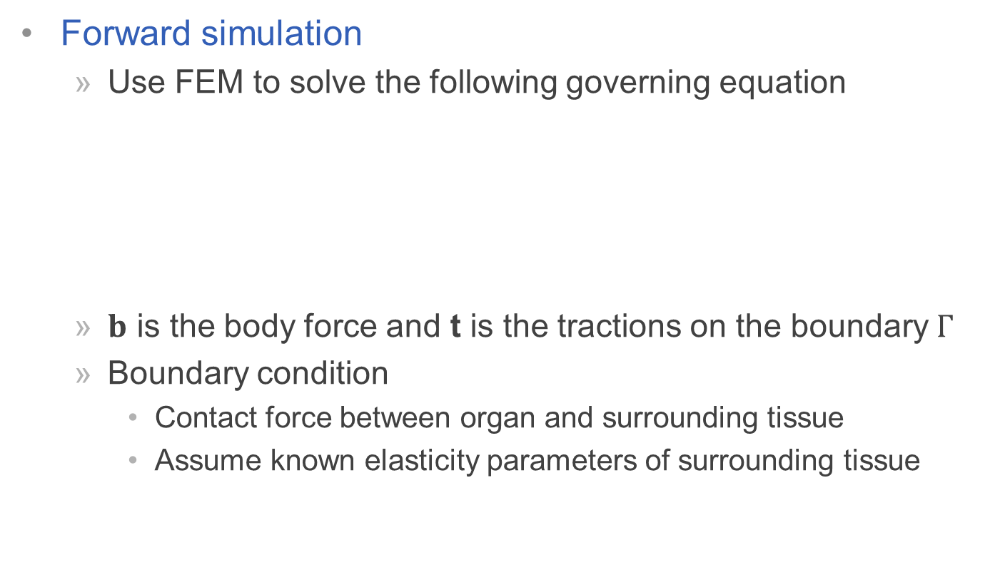 • Forward simulation
» Use FEM to solve the following governing equation
» b is the body force and t is the tractions on the boundary Γ
» Boundary condition
• Contact force between organ and surrounding tissue
• Assume known elasticity parameters of surrounding tissue